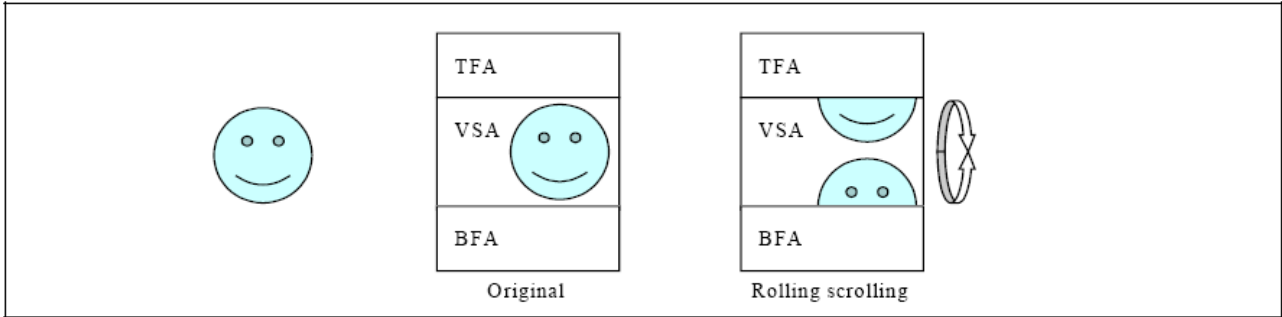 TFA
VSA
BFA
Original
TFA
VSA
BFA
Rolling scrolling